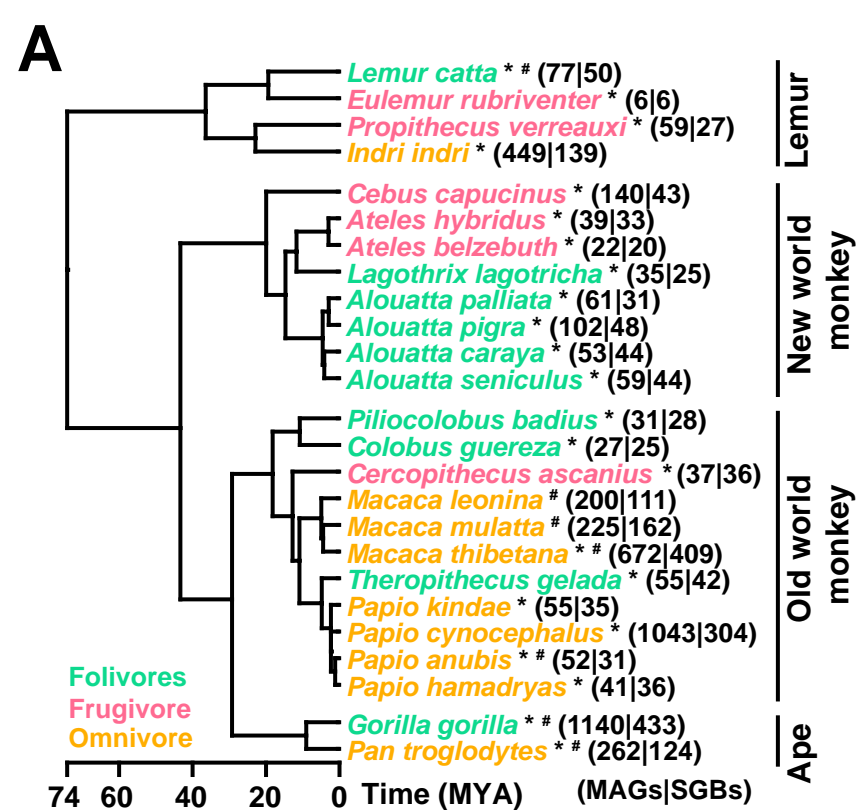 A
Lemur catta * # (77|50)
Eulemur rubriventer * (6|6)
Propithecus verreauxi * (59|27)
Indri indri * (449|139)
Lemur
Cebus capucinus * (140|43)
Ateles hybridus * (39|33)
Ateles belzebuth * (22|20)
Lagothrix lagotricha * (35|25)
Alouatta palliata * (61|31)
Alouatta pigra * (102|48)
Alouatta caraya * (53|44)
Alouatta seniculus * (59|44)
New world
monkey
Piliocolobus badius * (31|28)
Colobus guereza * (27|25)
Cercopithecus ascanius * (37|36)
Macaca leonina # (200|111)
Macaca mulatta # (225|162)
Macaca thibetana * # (672|409)
Theropithecus gelada * (55|42)
Papio kindae * (55|35)
Papio cynocephalus * (1043|304)
Papio anubis * # (52|31)
Papio hamadryas * (41|36)
Old world
monkey
Gorilla gorilla * # (1140|433)
Pan troglodytes * # (262|124)
Ape
Folivores
Frugivore
Omnivore
74 60 40 20 0 Time (MYA) (MAGs|SGBs)